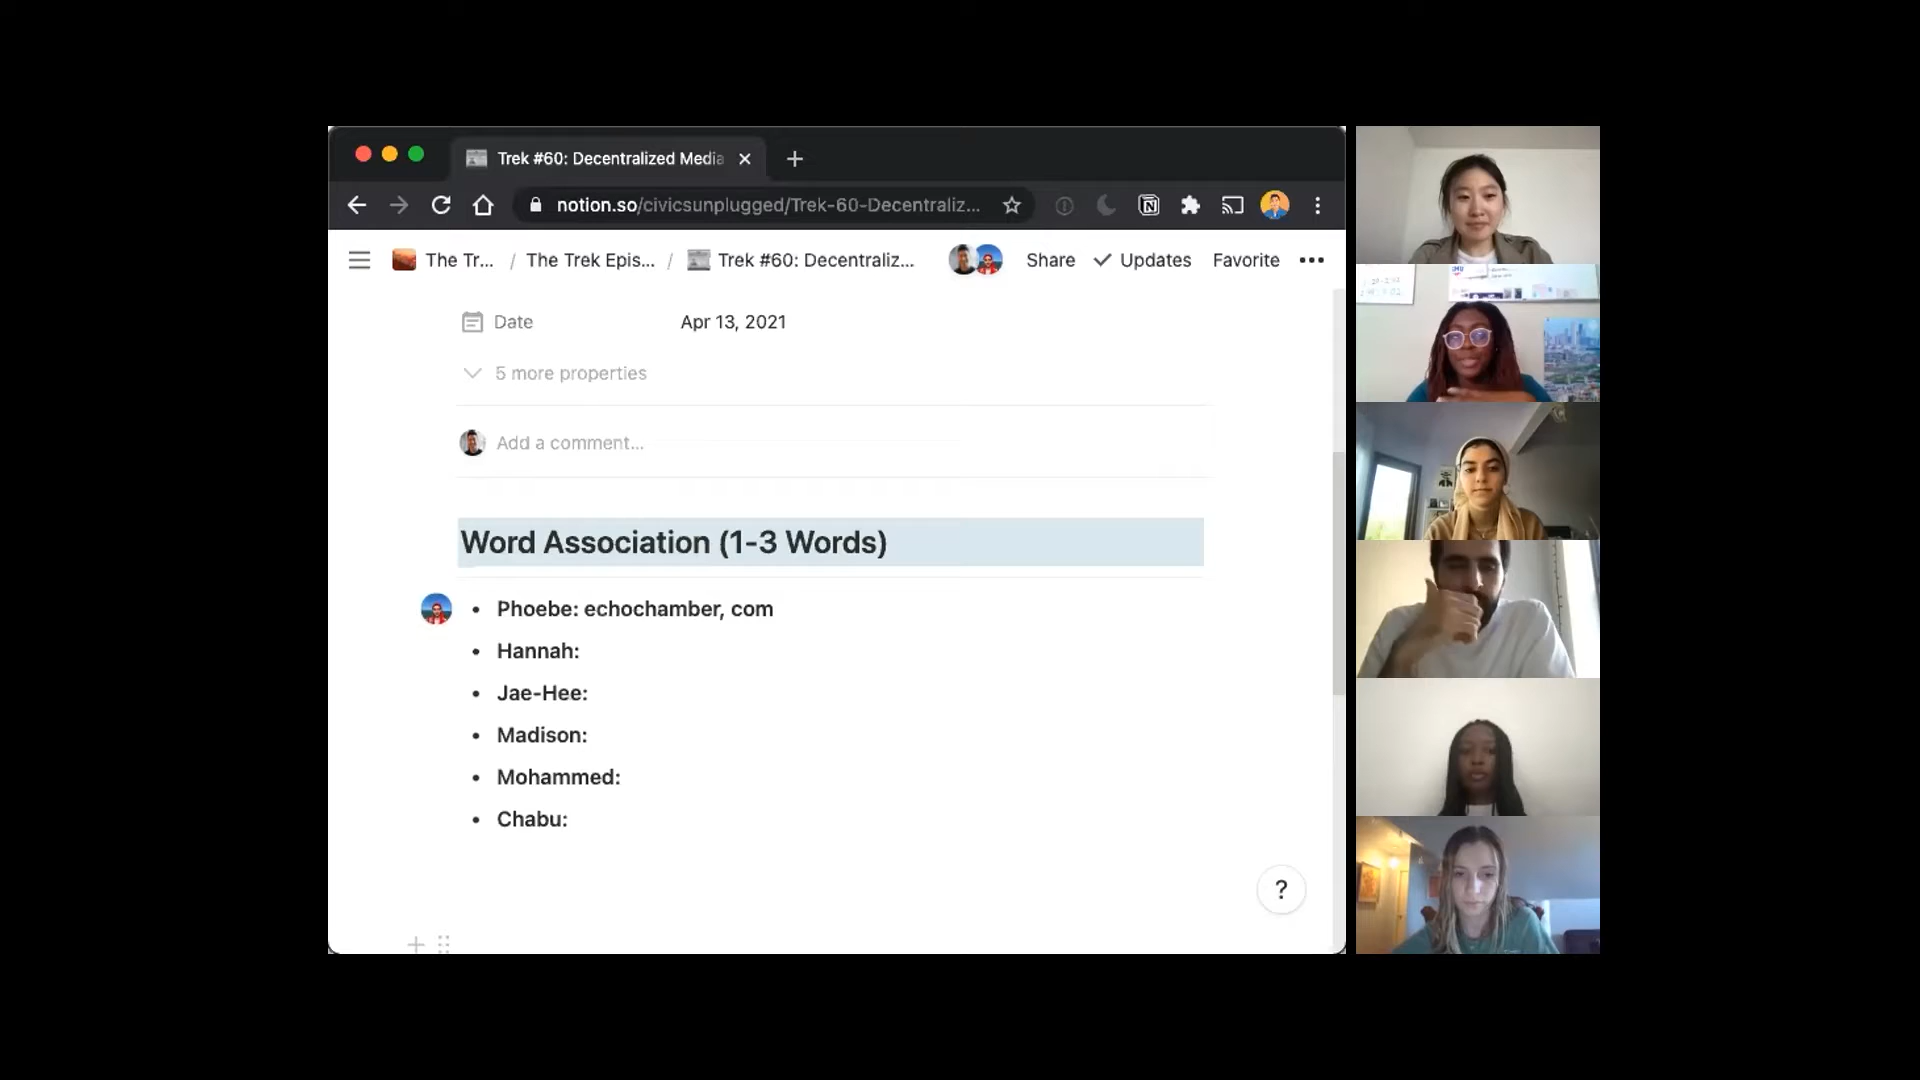 Trek #60: Decentralized Media
notion.so/civicsunplugged/Trek-60-Decentraliz...
The Tr... / The Trek Epis... / Trek #60: Decentraliz... Share Updates Favorite
Date Apr 13, 2021
5 more properties
Add a comment...
Word Association (1-3 Words)
• Phoebe: echochamber, com
• Hannah:
• Jae-Hee:
• Madison:
• Mohammed:
• Chabu:
?